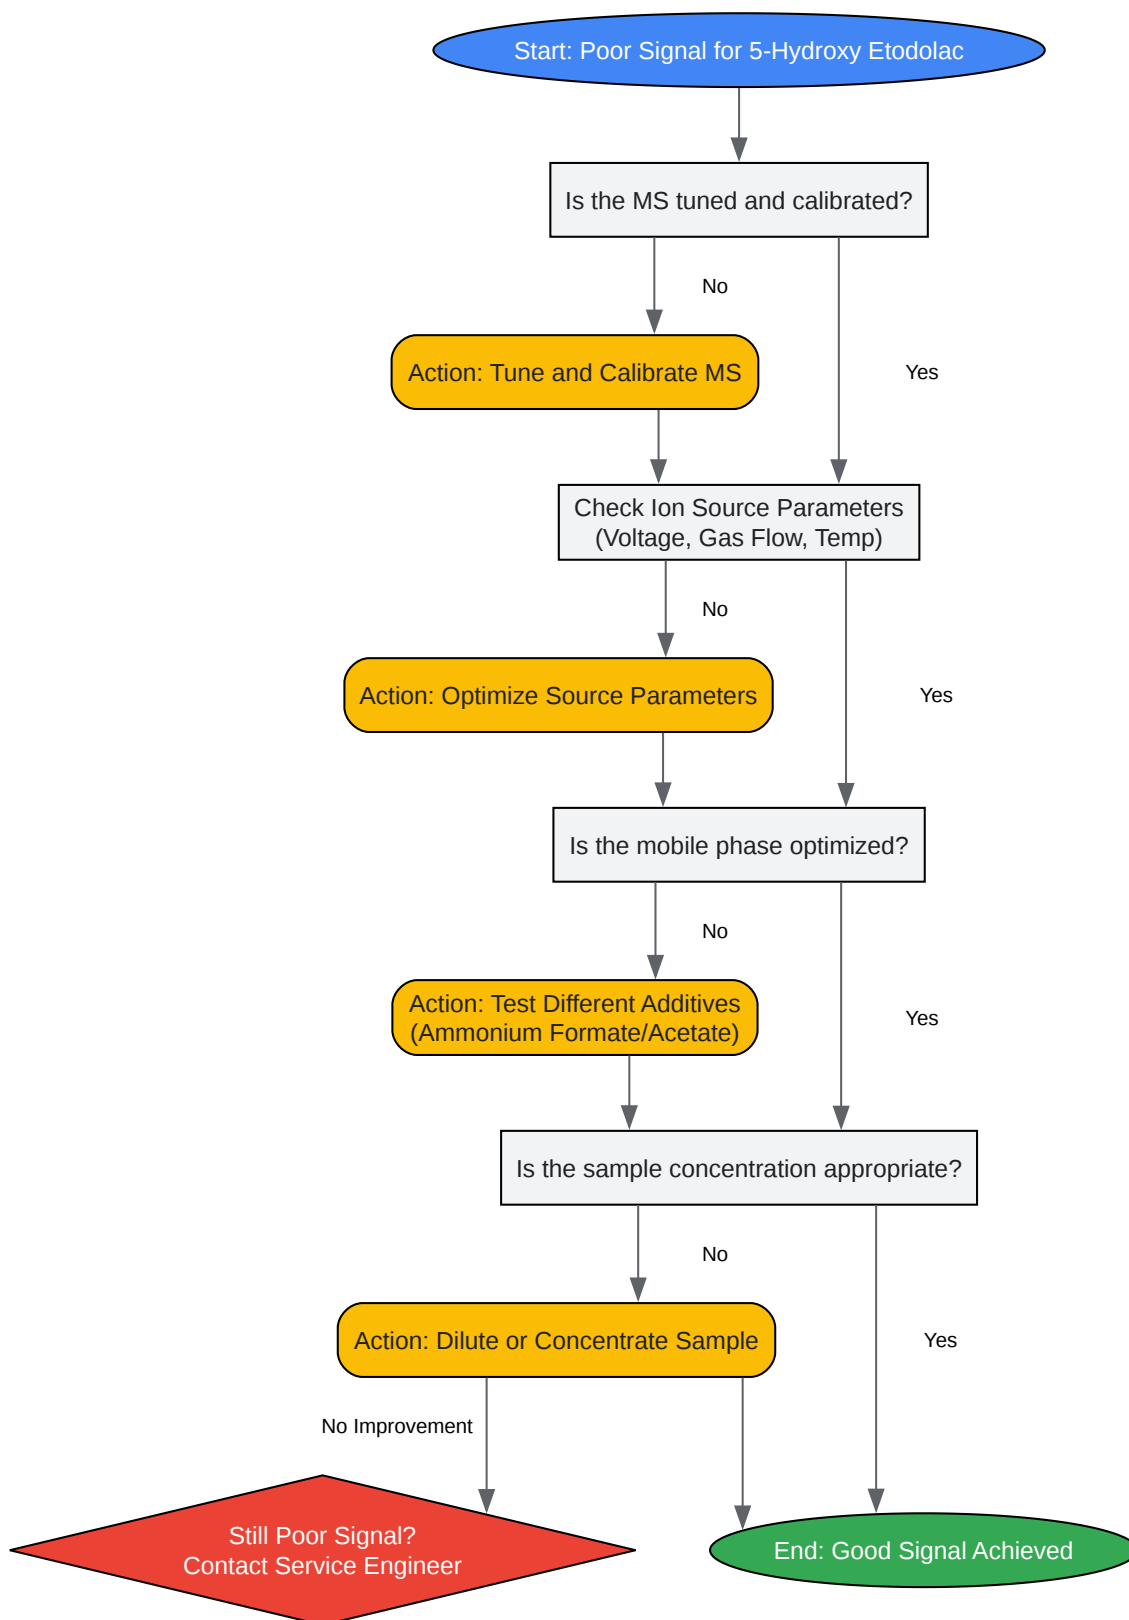 Start: Poor Signal for 5-Hydroxy Etodolac
Is the MS tuned and calibrated?
No
Action: Tune and Calibrate MS
Yes
Check Ion Source Parameters
(Voltage, Gas Flow, Temp)
No
Action: Optimize Source Parameters
Yes
Is the mobile phase optimized?
No
Action: Test Different Additives
(Ammonium Formate/Acetate)
Yes
Is the sample concentration appropriate?
No
Action: Dilute or Concentrate Sample
Yes
No Improvement
Still Poor Signal?
Contact Service Engineer
End: Good Signal Achieved